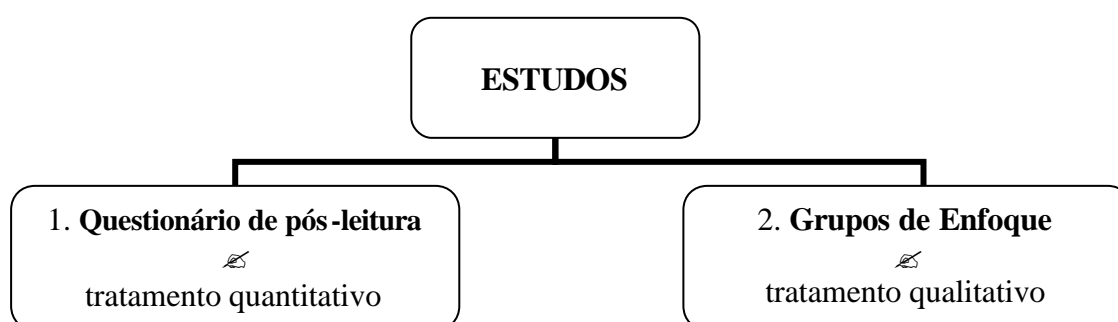 ESTUDOS
1. Questionário de pós-leitura
✍
tratamento quantitativo
2. Grupos de Enfoque
✍
tratamento qualitativo